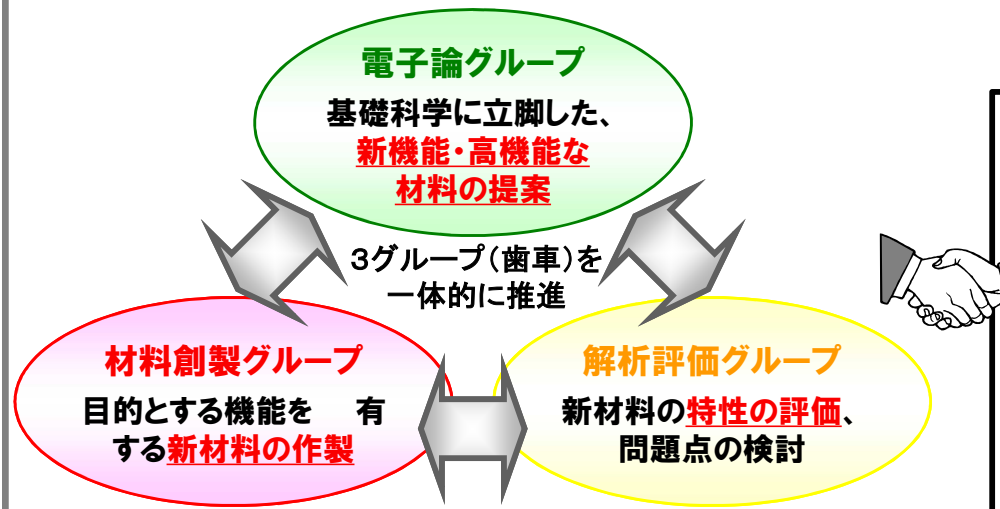 電子論グループ
基礎科学に立脚した、
新機能・高機能な
材料の提案
3グループ(歯車)を
一体的に推進
材料創製グループ
目的とする機能を　有
する新材料の作製
解析評価グループ
新材料の特性の評価、
問題点の検討